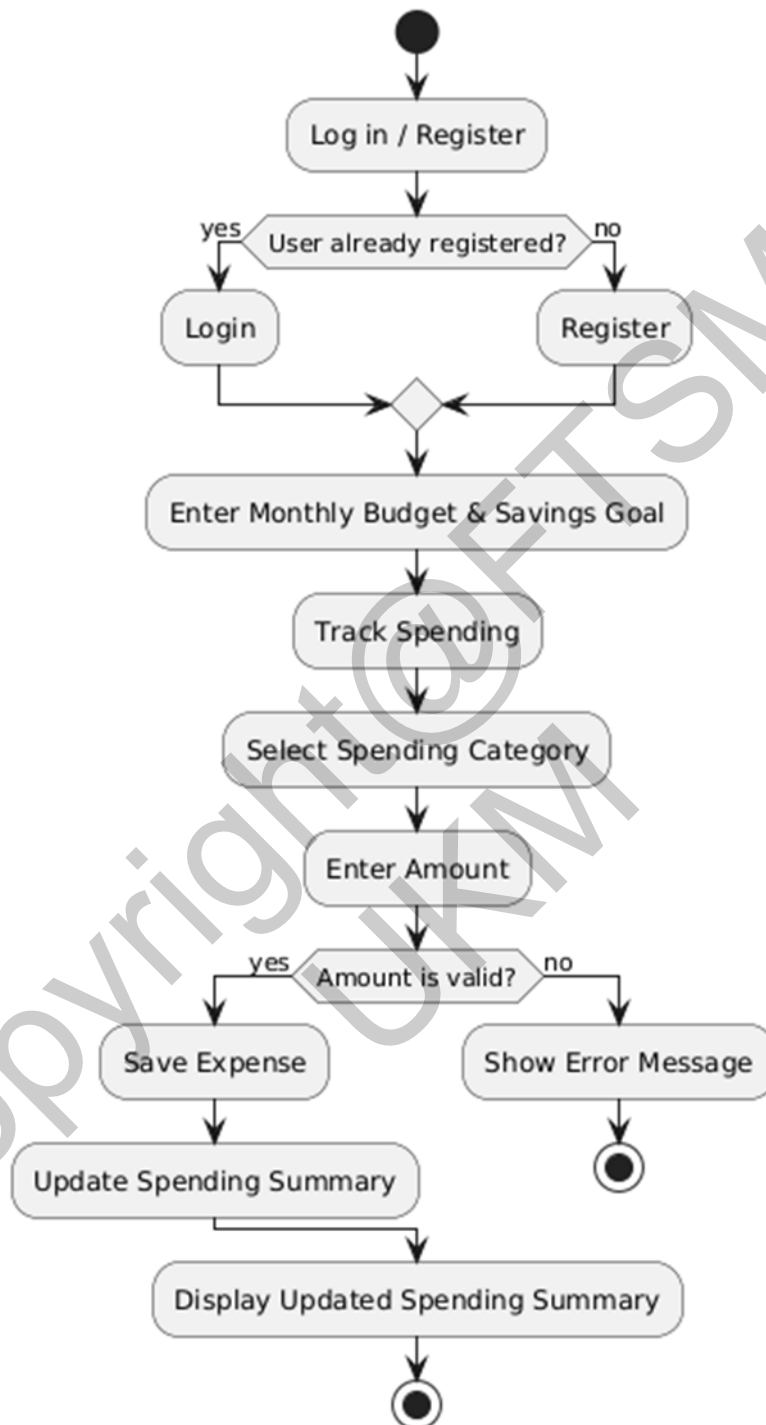 Log in / Register
yes
User already registered?
no
Login
Register
Enter Monthly Budget & Savings Goal
Track Spending
Select Spending Category
Enter Amount
yes
Amount is valid?
no
Save Expense
Show Error Message
Update Spending Summary
Display Updated Spending Summary
pyright@FTSM
UKM